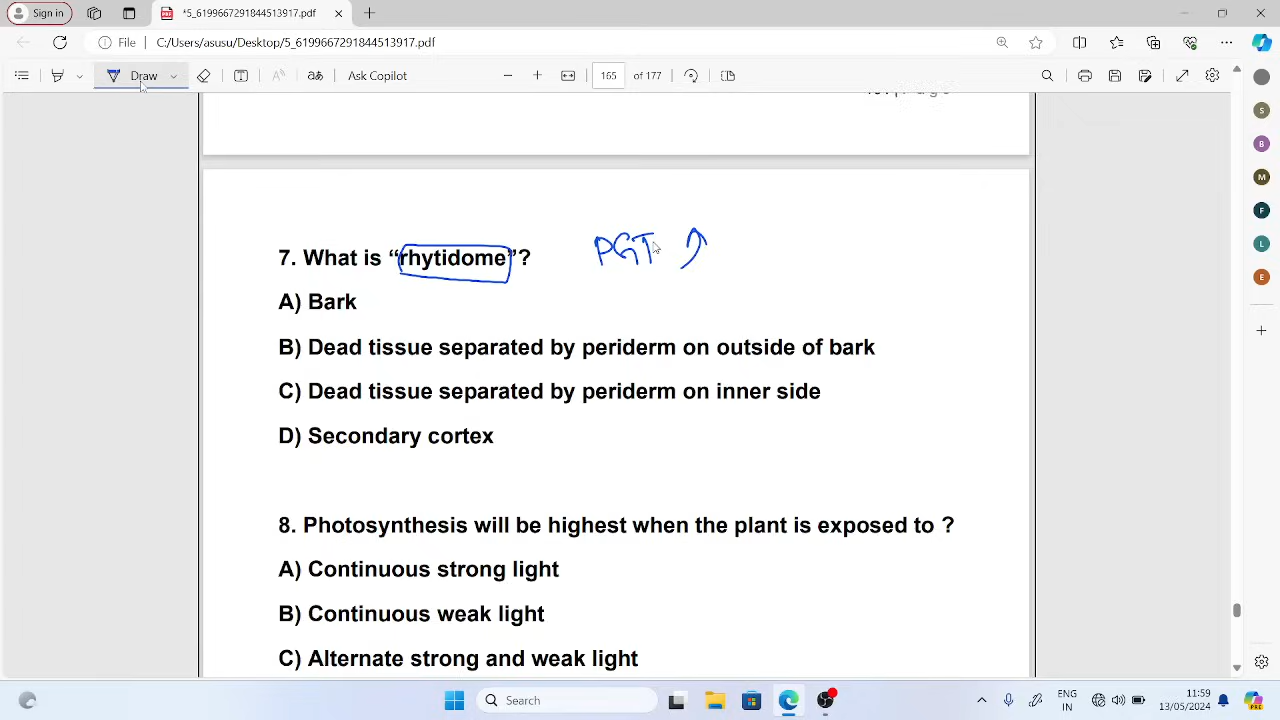 Sign in
*5_6199667291844513917.pdf
File C:/Users/asusu/Desktop/5_6199667291844513917.pdf
Draw
Ask Copilot
165 of 177
7. What is “rhytidome”? PGT
A) Bark
B) Dead tissue separated by periderm on outside of bark
C) Dead tissue separated by periderm on inner side
D) Secondary cortex
8. Photosynthesis will be highest when the plant is exposed to ?
A) Continuous strong light
B) Continuous weak light
C) Alternate strong and weak light
S
B
M
F
L
E
Search
ENG
IN
11:59
13/05/2024